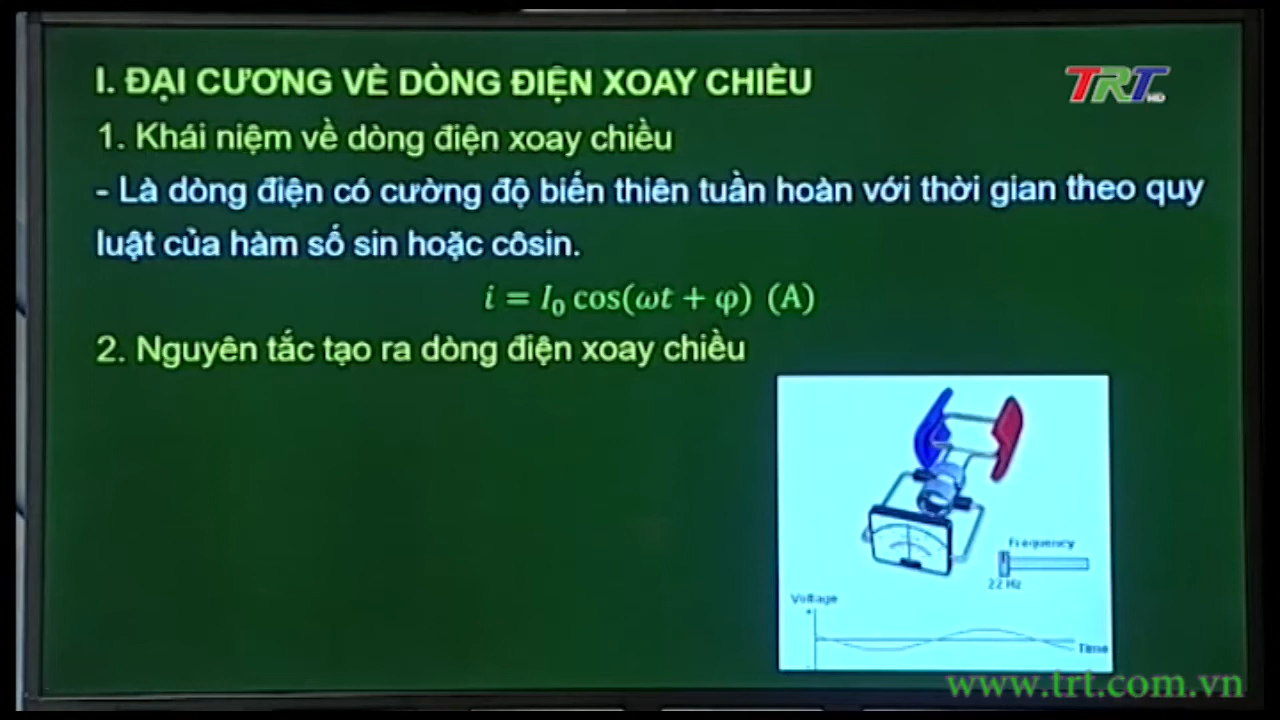 I. ĐẠI CƯƠNG VỀ DÒNG ĐIỆN XOAY CHIỀU
TRT HD
1. Khái niệm về dòng điện xoay chiều
- Là dòng điện có cường độ biến thiên tuần hoàn với thời gian theo quy
luật của hàm số sin hoặc côsin.
i = I₀ cos(ωt + φ) (A)
2. Nguyên tắc tạo ra dòng điện xoay chiều
Frequency
22 Hz
Voltage
+
Time
-
www.trt.com.vn